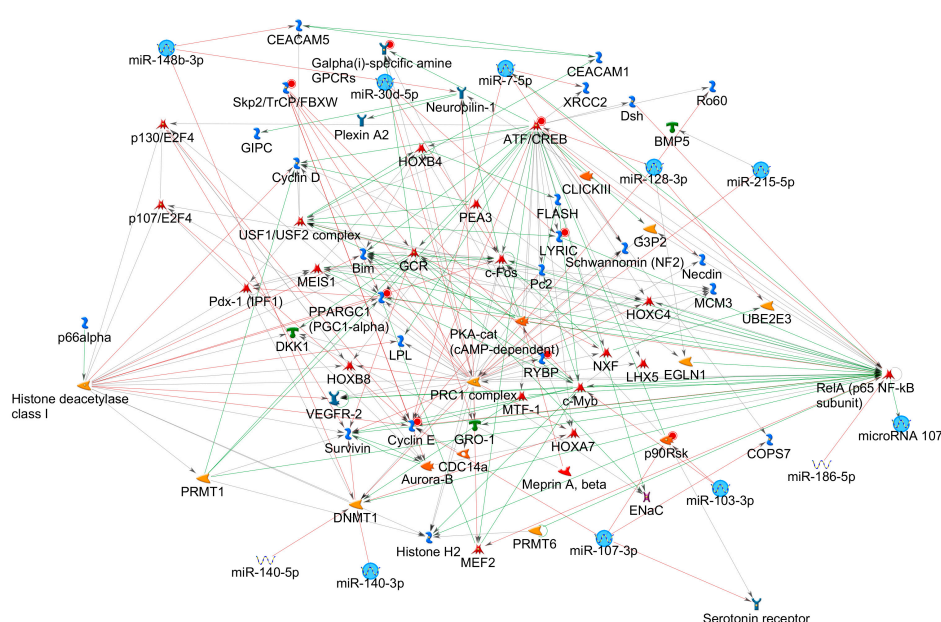 CEACAM5
miR-148b-3p
Galpha(i)-specific amine
GPCRs
miR-7-5p
CEACAM1
Skp2/TrCP/FBXW
miR-30d-5p
Neuropilin-1
XRCC2
Dsh
Ro60
p130/E2F4
GIPC
Plexin A2
ATF/CREB
BMP5
HOXB4
Cyclin D
CLICKIII
miR-128-3p
miR-215-5p
p107/E2F4
PEA3
FLASH
USF1/USF2 complex
LYRIC
G3P2
Schwannomin (NF2)
Bim
GCR
c-Fos
Pc2
Necdin
MEIS1
Pdx-1 (IPF1)
MCM3
PPARGC1
(PGC1-alpha)
HOXC4
UBE2E3
p66alpha
DKK1
LPL
PKA-cat
(cAMP-dependent)
RYBP
NXF
LHX5
EGLN1
HOXB8
Histone deacetylase
class I
PRC1 complex
MTF-1
c-Myb
RelA (p65 NF-kB
subunit)
VEGFR-2
microRNA 107
Survivin
Cyclin E
GRO-1
HOXA7
p90Rsk
COPS7
CDC14a
Aurora-B
Meprin A, beta
miR-186-5p
PRMT1
ENaC
miR-103-3p
DNMT1
Histone H2
PRMT6
miR-107-3p
MEF2
miR-140-5p
miR-140-3p
Serotonin receptor